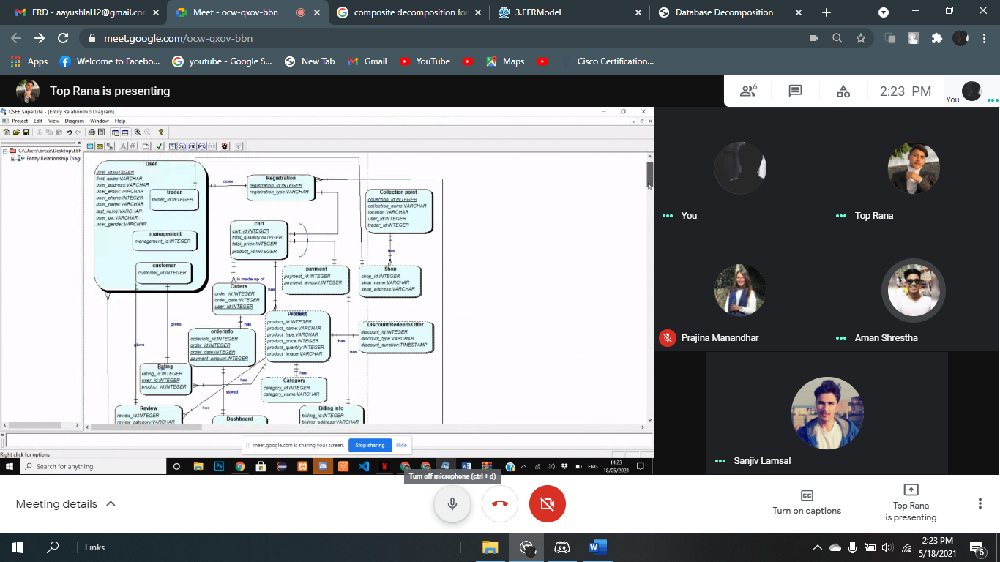 ERD - aayushlal12@gmail.con
Meet - ocw-qxov-bbn
composite decomposition for
3.EERModel
Database Decomposition
meet.google.com/ocw-qxov-bbn
Apps
Welcome to Facebo...
youtube - Google S...
New Tab
Gmail
YouTube
Maps
Cisco Certification...
Top Rana is presenting
6
2:23 PM
You
QSEE SuperLite - [Entity Relationship Diagram]
Project Edit View Diagram Window Help
C:\Users\brezz\Desktop\EER
Entity Relationship Diag
User
user_id:INTEGER
first_name:VARCHAR
user_address:VARCHAR
user_email:VARCHAR
user_phone:INTEGER
user_name:VARCHAR
last_name:VARCHAR
user_pw:VARCHAR
user_gender:VARCHAR
trader
tarder_id:INTEGER
management
management_id:INTEGER
customer
customer_id:INTEGER
dows
Registration
registration_id:INTEGER
registration_type:VARCHAR
Collection point
collection_id:INTEGER
collection_name:VARCHAR
location:VARCHAR
user_id:INTEGER
trader_id:INTEGER
cart
cart_id:INTEGER
total_quantity:INTEGER
total_price:INTEGER
product_id:INTEGER
has
payment
payment_id:INTEGER
payment_amount:INTEGER
Shop
shop_id:INTEGER
shop_name:VARCHAR
shop_address:VARCHAR
is made up of
has
Orders
order_id:INTEGER
order_date:INTEGER
user_id:INTEGER
has
Product
product_id:INTEGER
product_name:VARCHAR
product_type:VARCHAR
product_price:INTEGER
product_quantity:INTEGER
product_image:VARCHAR
Discount/Redeem/Offer
discount_id:INTEGER
discount_type:VARCHAR
discount_duration:TIMESTAMP
has
has
gives
gives
orderinfo
orderinfo_id:INTEGER
order_id:INTEGER
order_date:INTEGER
payment_amount:INTEGER
Rating
has
rating_id:INTEGER
user_id:INTEGER
product_id:INTEGER
has
stored
has
has
Category
category_id:INTEGER
category_name:VARCHAR
Review
review_id:INTEGER
review_category:VARCHAR
Dashboard
Billing info
billing_id:INTEGER
billing_address:VARCHAR
meet.google.com is sharing your screen.
Stop sharing
Hide
Right click for options
Search for anything
ENG
14:23
18/05/2021
You
Top Rana
Prajina Manandhar
Aman Shrestha
Sanjiv Lamsal
Turn off microphone (ctrl + d)
Meeting details
Turn on captions
Top Rana
is presenting
Links
2:23 PM
5/18/2021
6